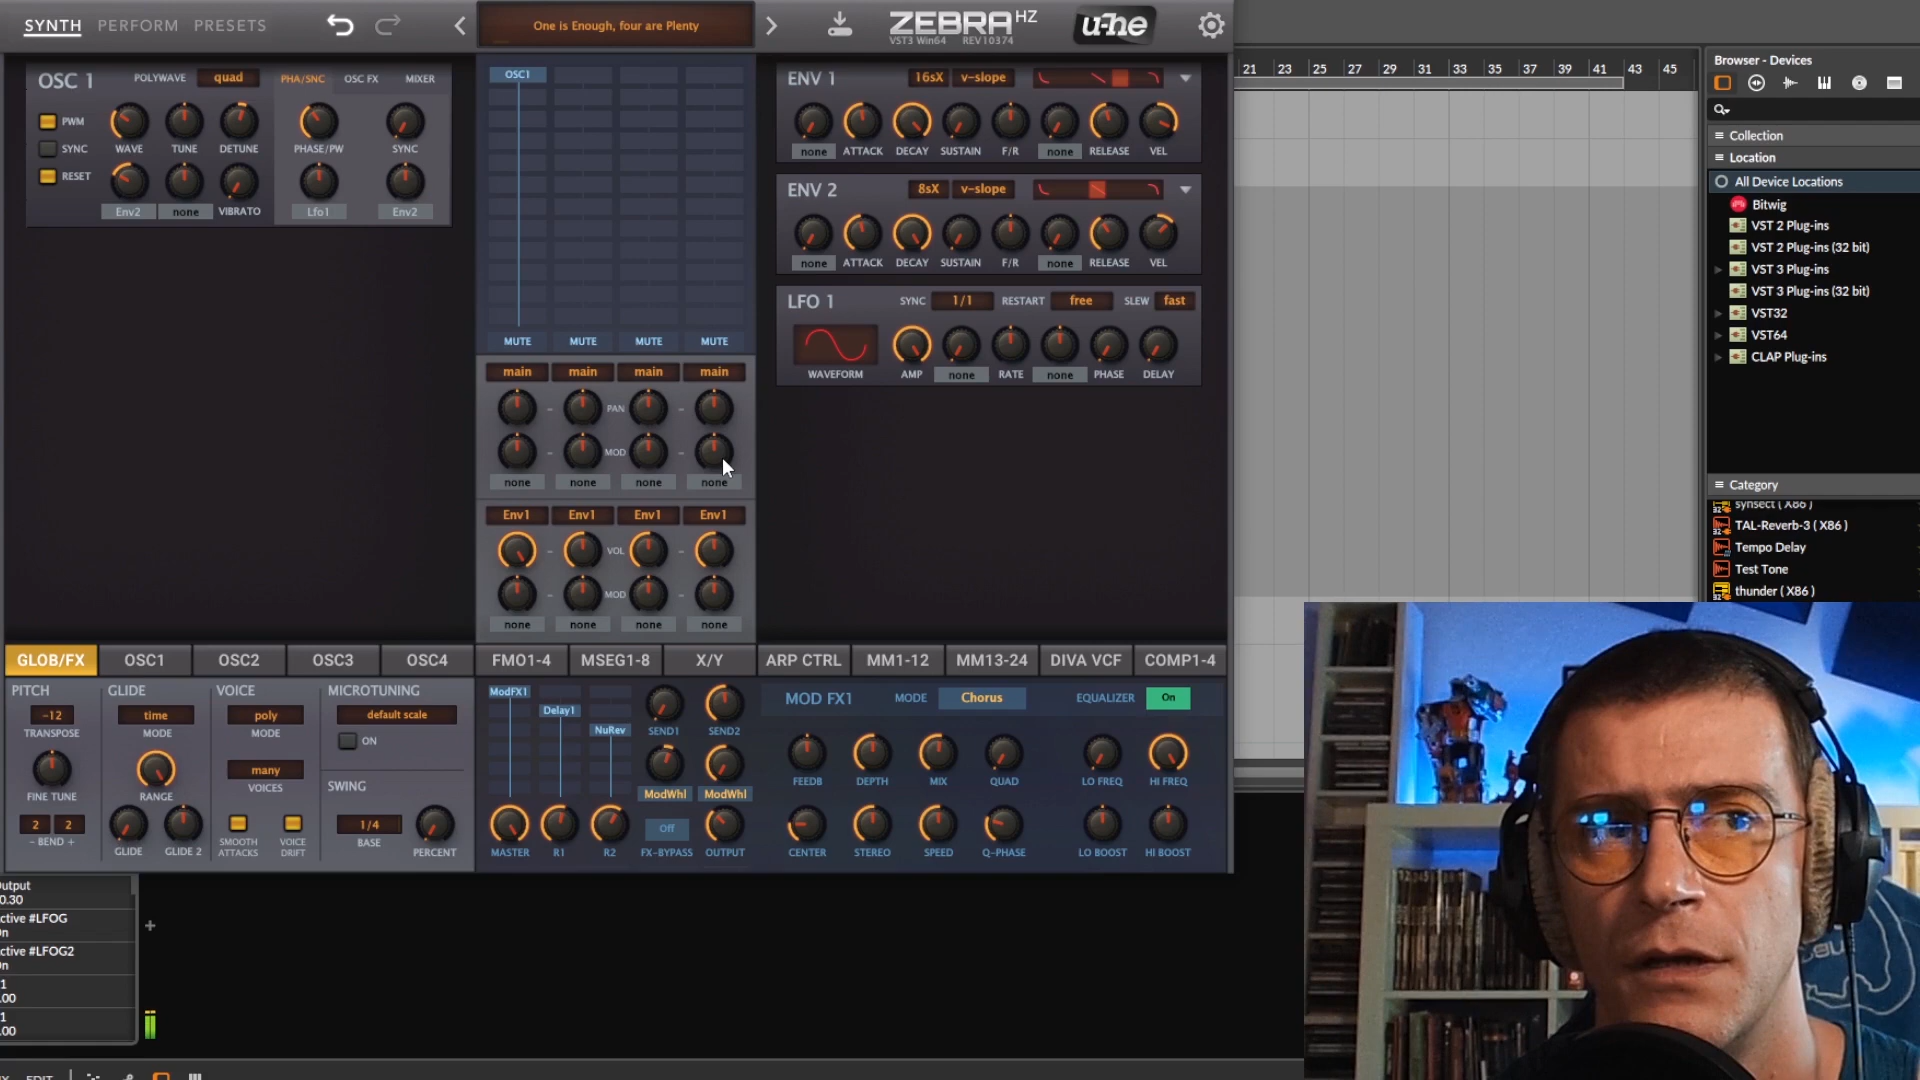 SYNTH PERFORM PRESETS
One is Enough, four are Plenty
ZEBRA HZ
VST3 Win64 REV10374
u-he
OSC 1 POLYWAVE quad PHA/SNC OSC FX MIXER
PWM
SYNC
RESET
WAVE TUNE DETUNE PHASE/PW SYNC
Env2 none VIBRATO Lfo1 Env2
OSC1
MUTE MUTE MUTE MUTE
main main main main
PAN
MOD
none none none none
Env1 Env1 Env1 Env1
VOL
MOD
none none none none
ENV 1 16sX v-slope
none ATTACK DECAY SUSTAIN F/R none RELEASE VEL
ENV 2 8sX v-slope
none ATTACK DECAY SUSTAIN F/R none RELEASE VEL
LFO 1 SYNC 1/1 RESTART free SLEW fast
WAVEFORM AMP none RATE none PHASE DELAY
GLOB/FX OSC1 OSC2 OSC3 OSC4 FMO1-4 MSEG1-8 X/Y ARP CTRL MM1-12 MM13-24 DIVA VCF COMP1-4
PITCH
-12
TRANSPOSE
FINE TUNE
2 2
- BEND +
GLIDE
time
MODE
RANGE
GLIDE GLIDE 2
VOICE
poly
MODE
many
VOICES
SMOOTH ATTACKS
VOICE DRIFT
MICROTUNING
default scale
ON
SWING
1/4
BASE PERCENT
ModFX1
Delay1
NuRev
SEND1 SEND2
ModWhl ModWhl
Off
MASTER R1 R2 FX-BYPASS OUTPUT
MOD FX1 MODE Chorus EQUALIZER On
FEEDB DEPTH MIX QUAD LO FREQ HI FREQ
CENTER STEREO SPEED Q-PHASE LO BOOST HI BOOST
21 23 25 27 29 31 33 35 37 39 41 43 45
Browser - Devices
Collection
Location
All Device Locations
Bitwig
VST 2 Plug-ins
VST 2 Plug-ins (32 bit)
VST 3 Plug-ins
VST 3 Plug-ins (32 bit)
VST32
VST64
CLAP Plug-ins
Category
synsect ( X86 )
TAL-Reverb-3 ( X86 )
Tempo Delay
Test Tone
thunder ( X86 )
utput
0.30
ctive #LFOG
n
ctive #LFOG2
n
1
.00
1
.00
EDIT